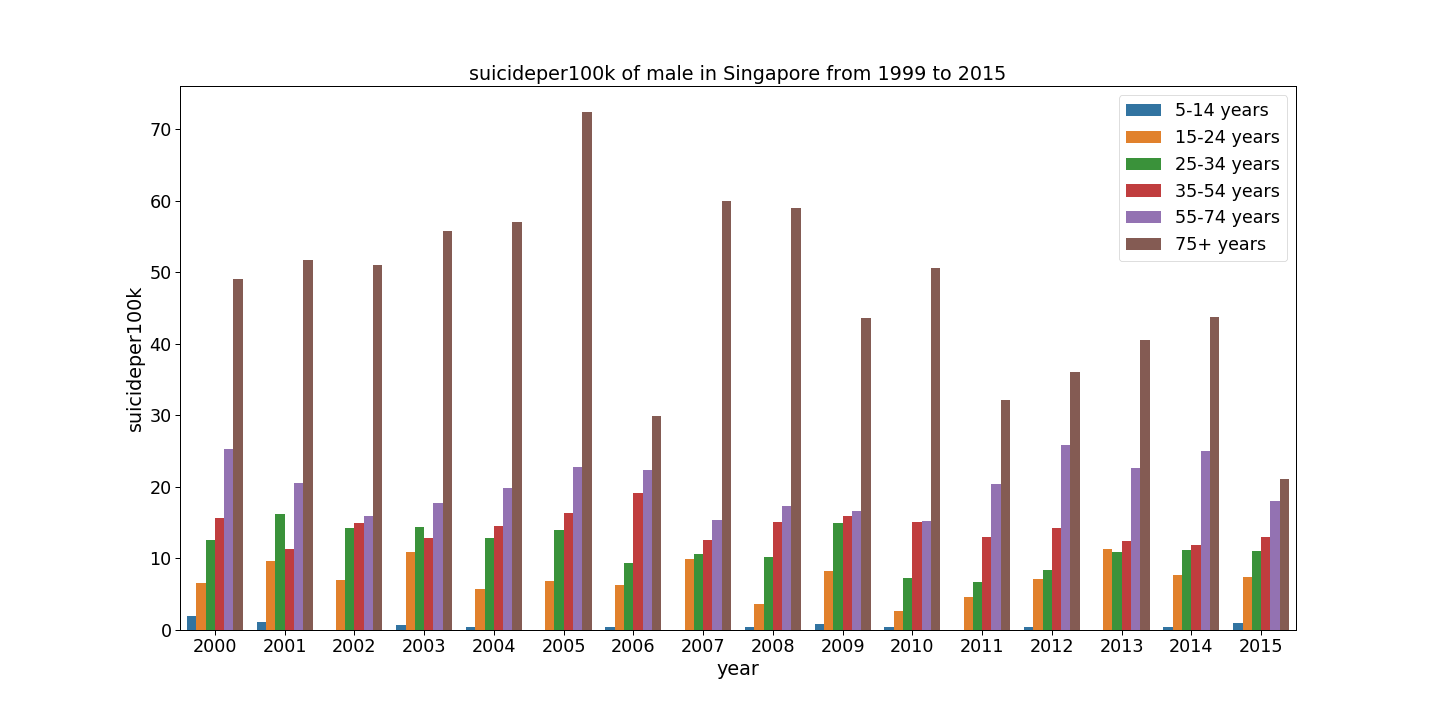 suicideper100k of male in Singapore from 1999 to 2015
5-14 years
15-24 years
25-34 years
35-54 years
55-74 years
75+ years
suicideper100k
70
60
50
40
30
20
10
0
2000 2001 2002 2003 2004 2005 2006 2007 2008 2009 2010 2011 2012 2013 2014 2015
year